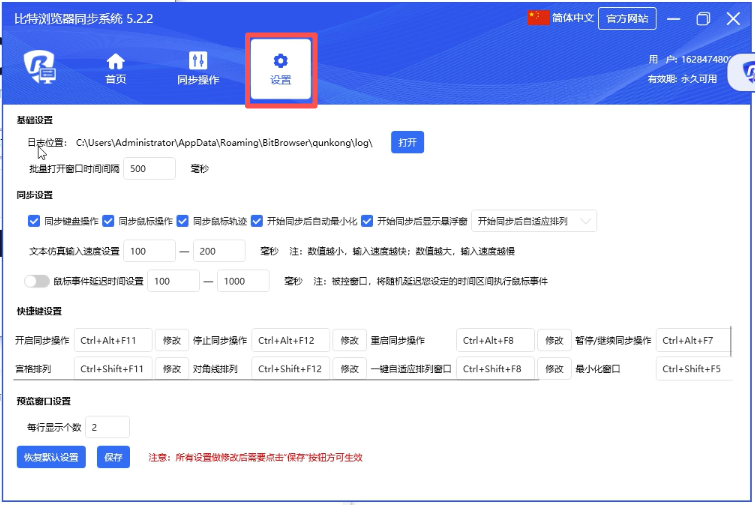 比特浏览器同步系统 5.2.2
简体中文 官方网站
首页 同步操作 设置
用 户: 16284748
有效期: 永久可用
基础设置
日志位置: C:\Users\Administrator\AppData\Roaming\BitBrowser\qunkong\log\ 打开
批量打开窗口时间间隔 500 毫秒
同步设置
同步键盘操作 同步鼠标操作 同步鼠标轨迹 开始同步后自动最小化 开始同步后显示悬浮窗 开始同步后自适应排列
文本仿真输入速度设置 100 — 200 毫秒 注: 数值越小, 输入速度越快; 数值越大, 输入速度越慢
鼠标事件延迟时间设置 100 — 1000 毫秒 注: 被控窗口, 将随机延迟您设定的时间区间执行鼠标事件
快捷键设置
开启同步操作 Ctrl+Alt+F11 修改 停止同步操作 Ctrl+Alt+F12 修改 重启同步操作 Ctrl+Alt+F8 修改 暂停/继续同步操作 Ctrl+Alt+F7
宫格排列 Ctrl+Shift+F11 修改 对角线排列 Ctrl+Shift+F12 修改 一键自适应排列窗口 Ctrl+Shift+F8 修改 最小化窗口 Ctrl+Shift+F5
预览窗口设置
每行显示个数 2
恢复默认设置 保存 注意: 所有设置做修改后需要点击"保存"按钮方可生效